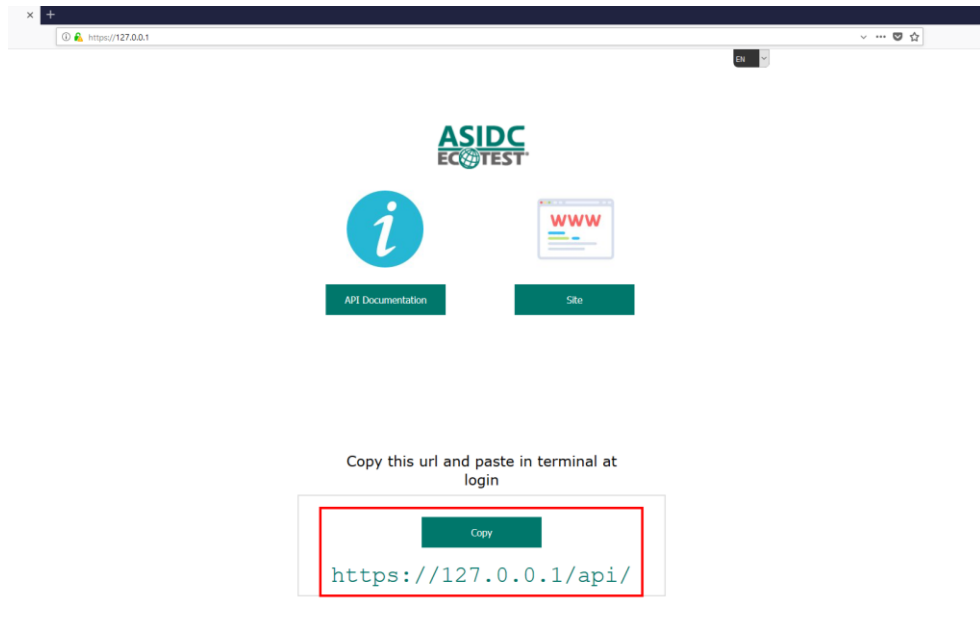 https://127.0.0.1
EN
ASIDC
ECOTEST®
WWW
API Documentation
Site
Copy this url and paste in terminal at
login
Copy
https://127.0.0.1/api/